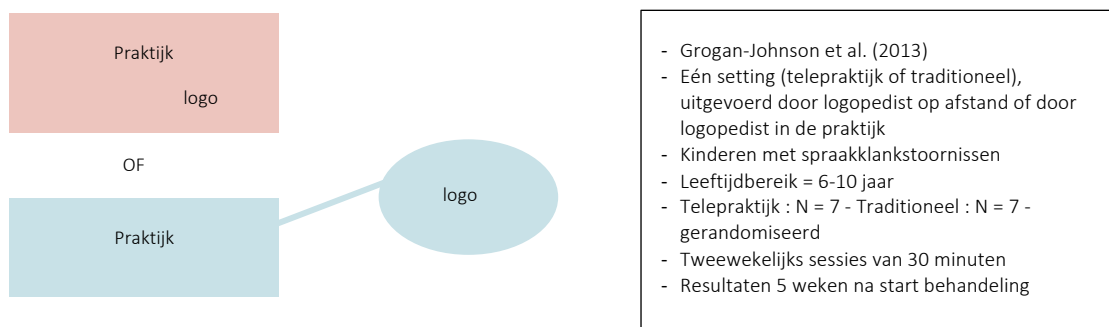 Praktijk
logo
OF
Praktijk
logo
- Grogan-Johnson et al. (2013)
- Eén setting (telepraktijk of traditioneel),
uitgevoerd door logopedist op afstand of door
logopedist in de praktijk
- Kinderen met spraakklankstoornissen
- Leeftijdbereik = 6-10 jaar
- Telepraktijk : N = 7 - Traditioneel : N = 7 -
gerandomiseerd
- Tweewekelijks sessies van 30 minuten
- Resultaten 5 weken na start behandeling